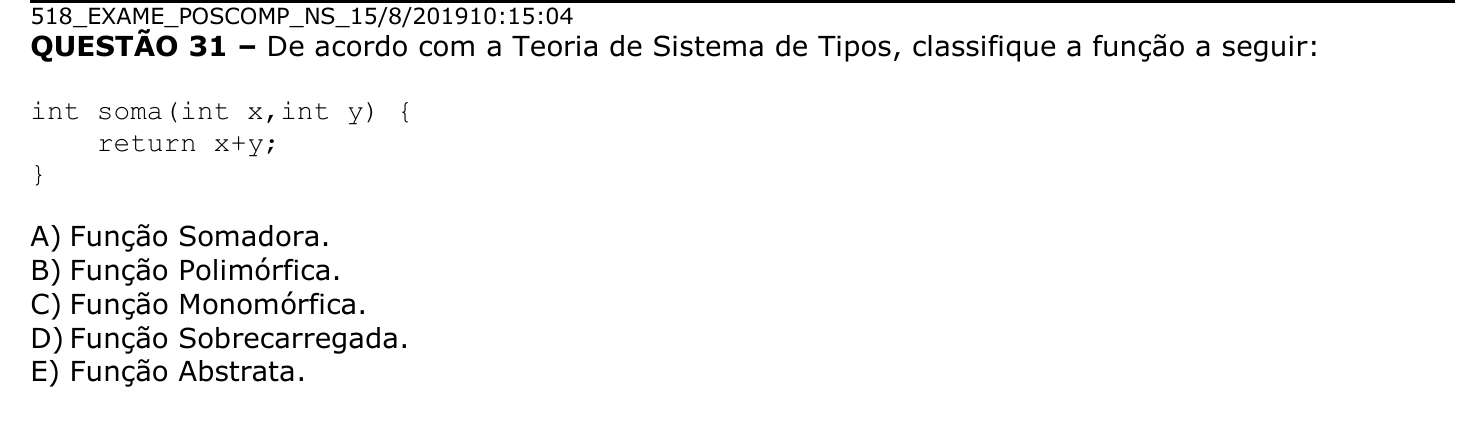 518_EXAME_POSCOMP_NS_15/8/201910:15:04
QUESTÃO 31 – De acordo com a Teoria de Sistema de Tipos, classifique a função a seguir:
int soma(int x,int y) {
    return x+y;
}
A) Função Somadora.
B) Função Polimórfica.
C) Função Monomórfica.
D) Função Sobrecarregada.
E) Função Abstrata.